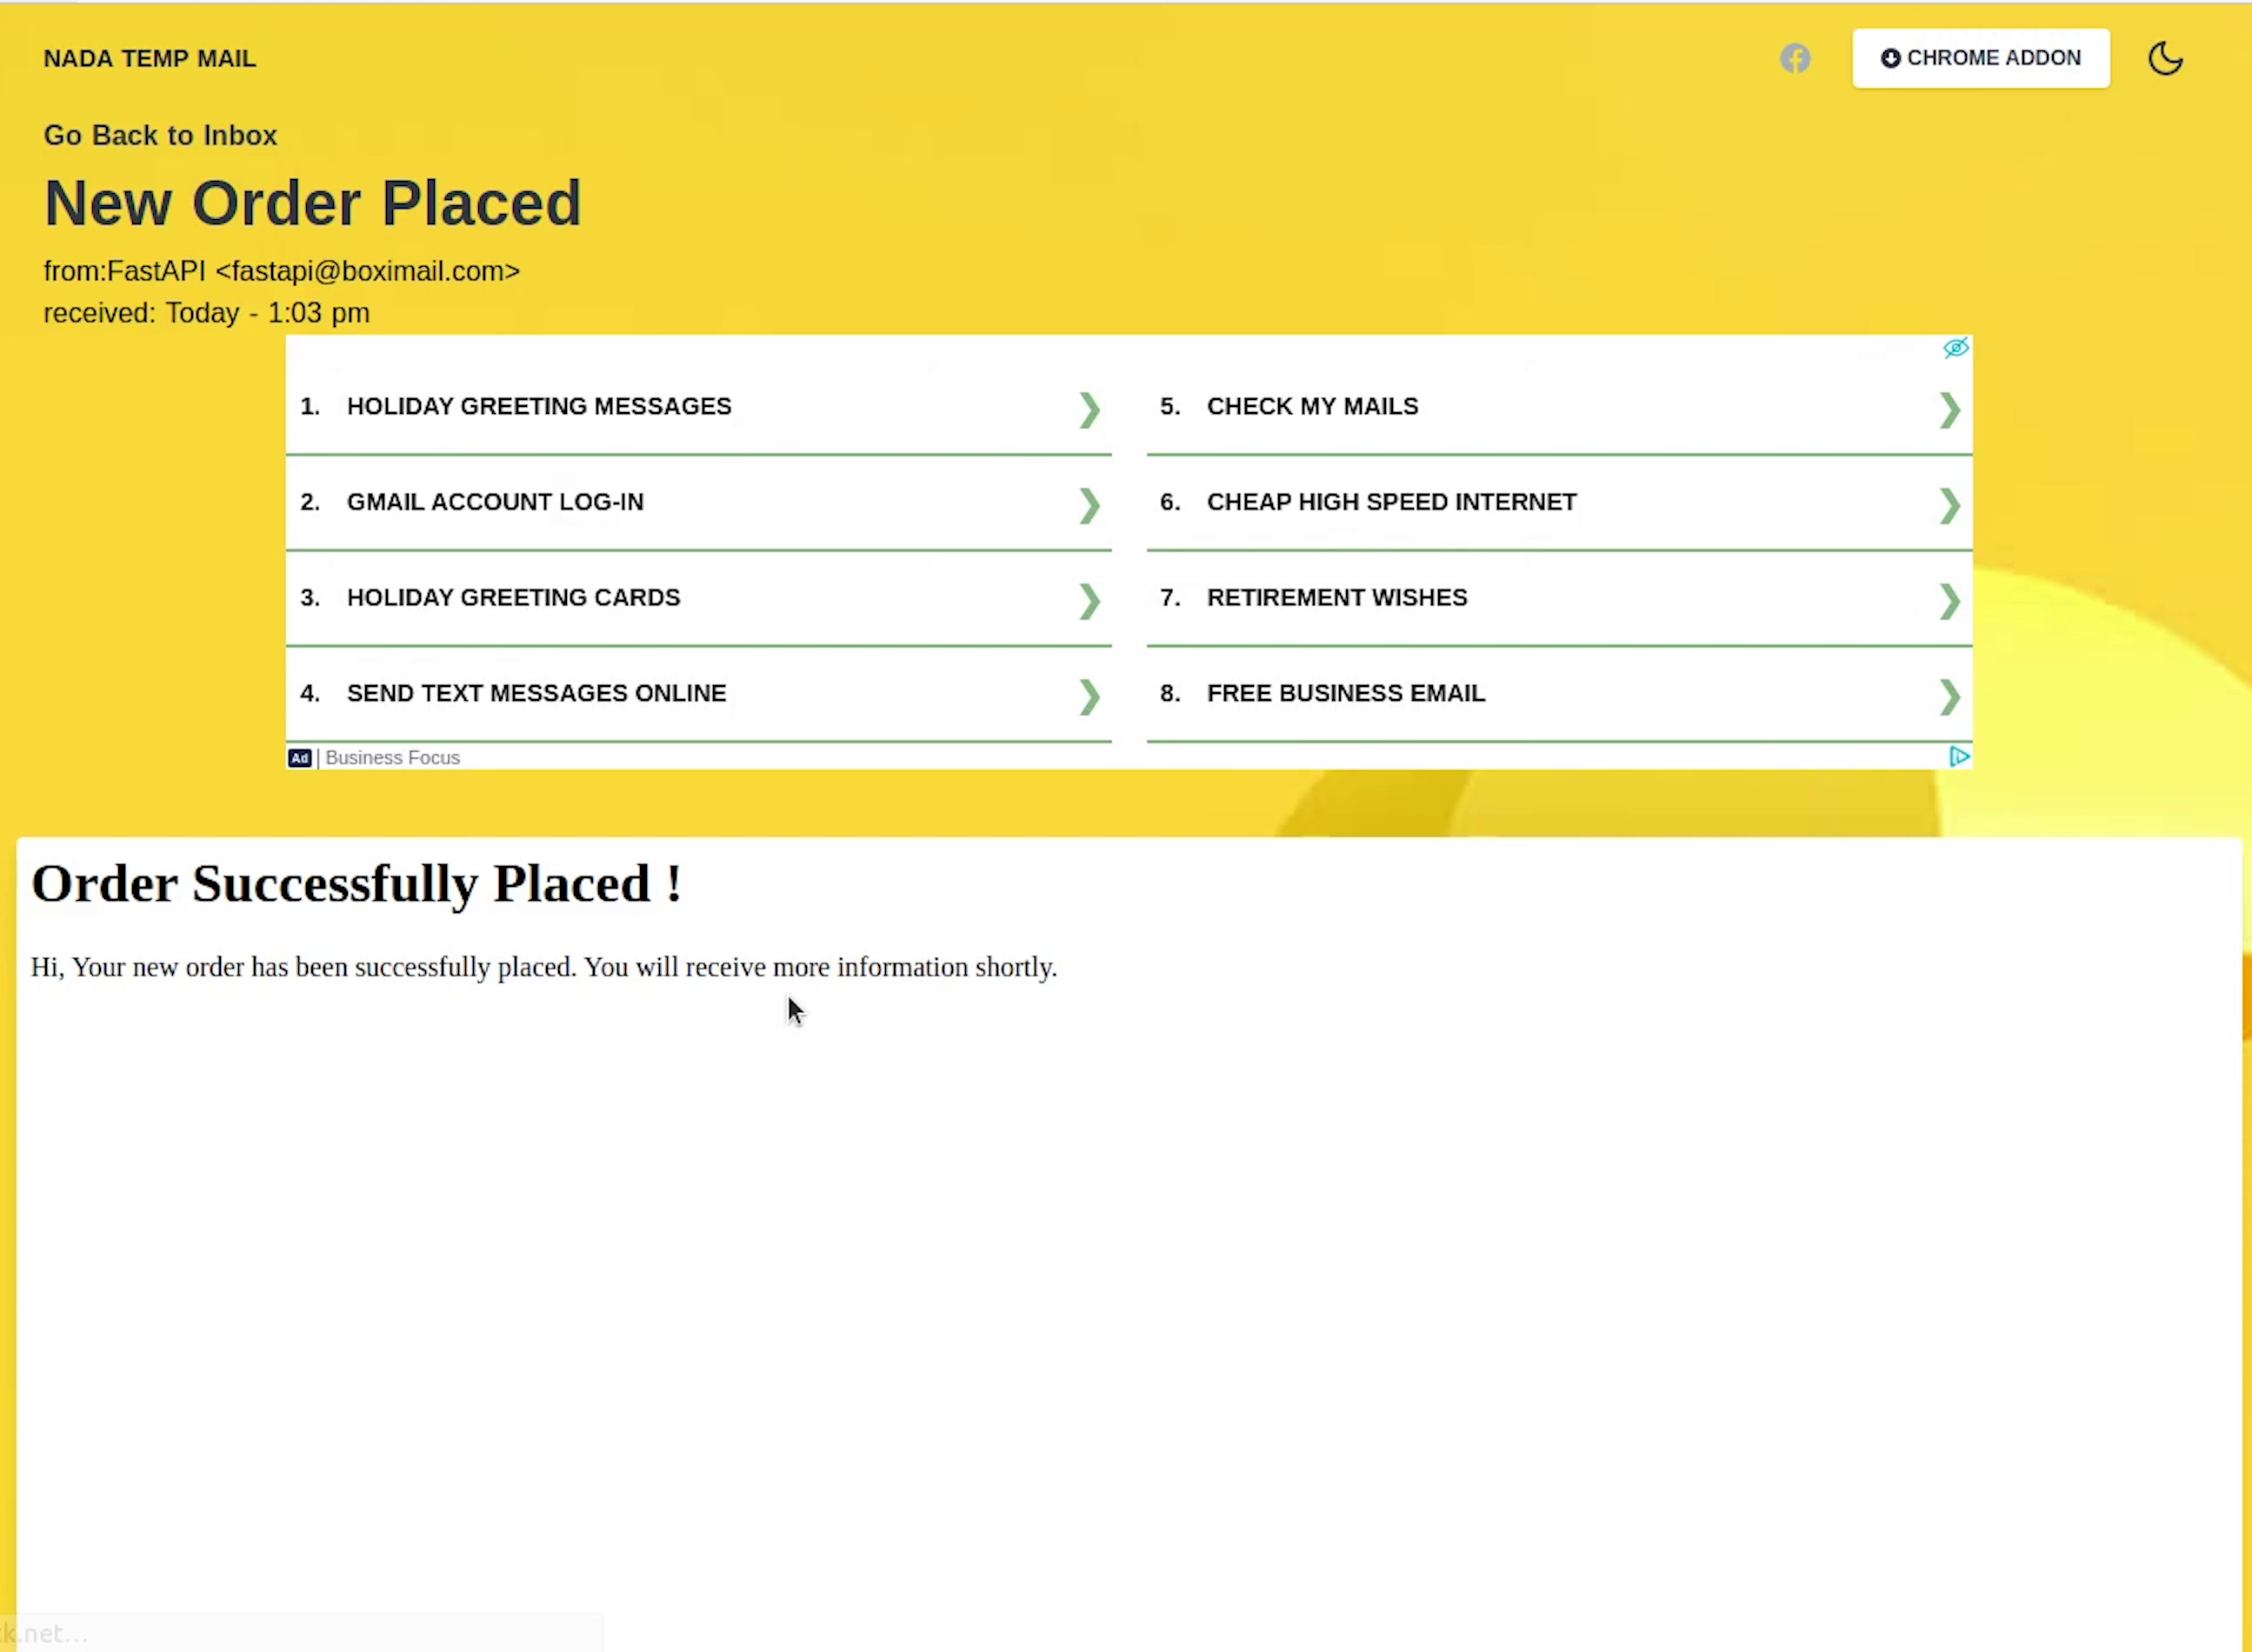 NADA TEMP MAIL
CHROME ADDON
Go Back to Inbox
New Order Placed
from:FastAPI <fastapi@boximail.com>
received: Today - 1:03 pm
1. HOLIDAY GREETING MESSAGES
2. GMAIL ACCOUNT LOG-IN
3. HOLIDAY GREETING CARDS
4. SEND TEXT MESSAGES ONLINE
5. CHECK MY MAILS
6. CHEAP HIGH SPEED INTERNET
7. RETIREMENT WISHES
8. FREE BUSINESS EMAIL
Ad | Business Focus
Order Successfully Placed !
Hi, Your new order has been successfully placed. You will receive more information shortly.
k.net...